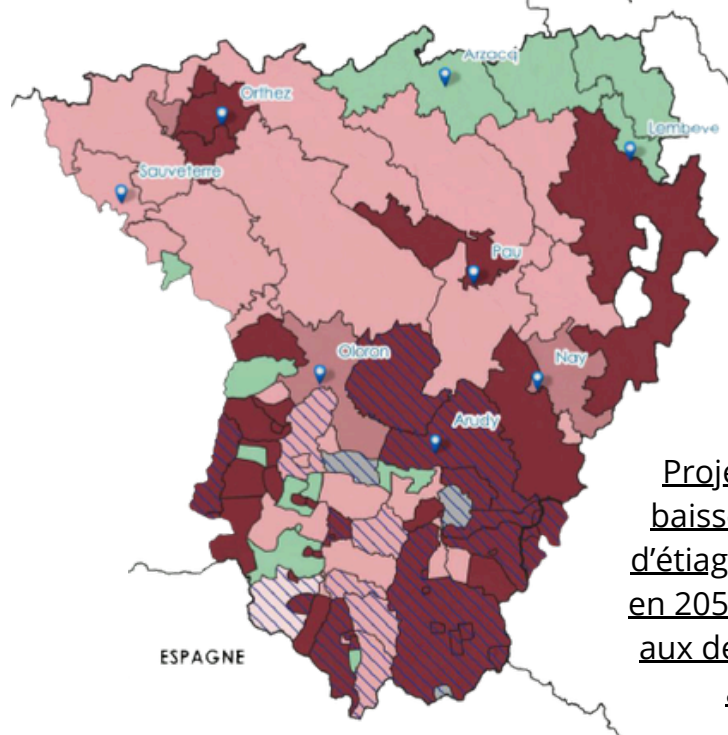 Arzacq
Orthez
Lembeye
Sauveterre
Pau
Oloron
Nay
Arudy
Proje
baiss
d'étiag
en 205
aux de
ESPAGNE